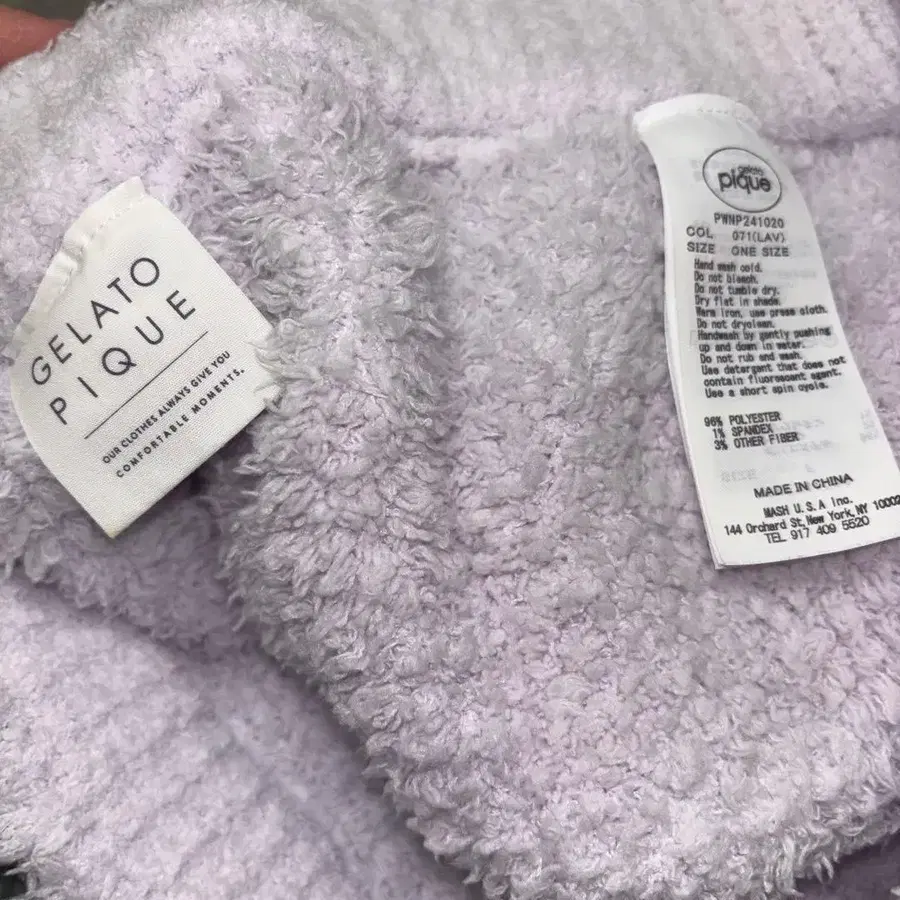 GELATO
PIQUE
OUR CLOTHES ALWAYS GIVE YOU
COMFORTABLE MOMENTS.
gelato
pique
PWNP241020
COL 071(LAV)
SIZE ONE SIZE
Hand wash cold.
Do not bleach.
Do not tumble dry.
Dry flat in shade.
Warm iron, use press cloth.
Do not dryclean.
Handwash by gently pushing
up and down in water.
Do not rub and wash.
Use detergent that does not
contain fluorescent agent.
Use a short spin cycle.
96% POLYESTER
1% SPANDEX
3% OTHER FIBER
MADE IN CHINA
MASH U.S.A Inc.
144 Orchard St, New York, NY 10002
TEL 917 409 5520